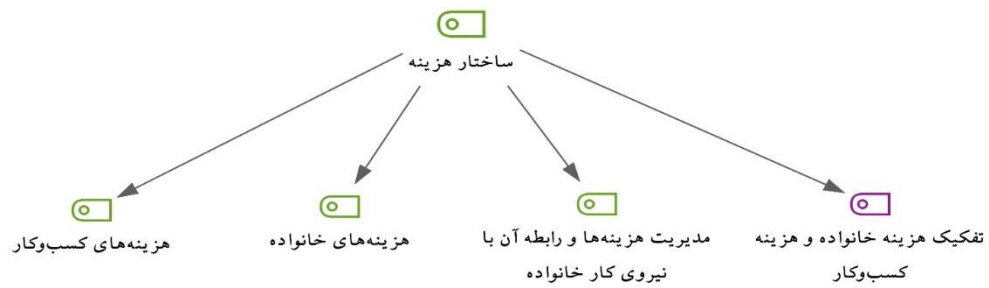 ساختار هزینه
تفکیک هزینه خانواده و هزینه
کسب‌وکار
مدیریت هزینه‌ها و رابطه آن با
نیروی کار خانواده
هزینه‌های خانواده
هزینه‌های کسب‌وکار